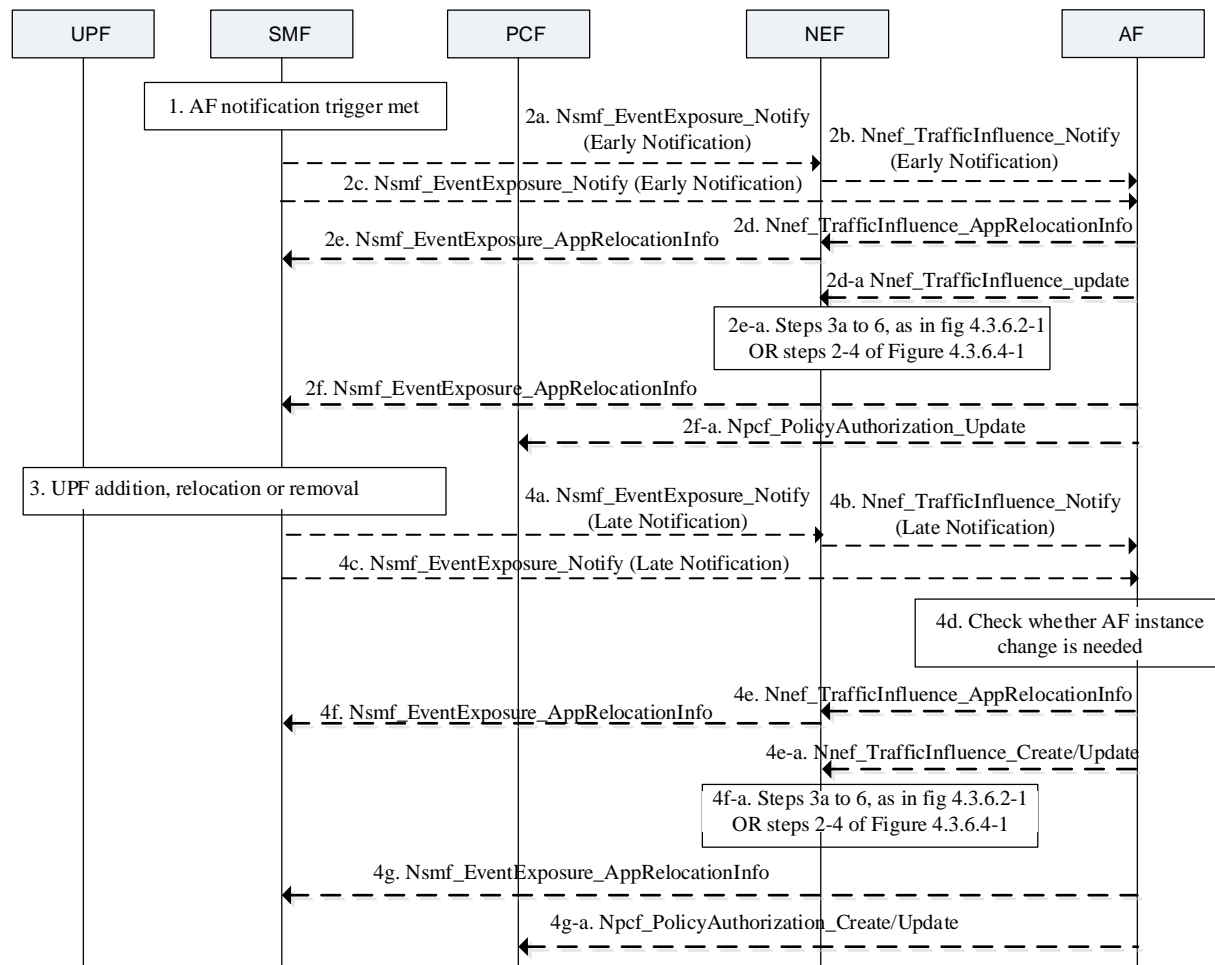 UPF
SMF
PCF
NEF
AF
1. AF notification trigger met
2a. Nsmf_EventExposure_Notify
(Early Notification)
2b. Nnef_TrafficInfluence_Notify
(Early Notification)
2c. Nsmf_EventExposure_Notify (Early Notification)
2d. Nnef_TrafficInfluence_AppRelocationInfo
2e. Nsmf_EventExposure_AppRelocationInfo
2d-a Nnef_TrafficInfluence_update
2e-a. Steps 3a to 6, as in fig 4.3.6.2-1
OR steps 2-4 of Figure 4.3.6.4-1
2f. Nsmf_EventExposure_AppRelocationInfo
2f-a. Npcf_PolicyAuthorization_Update
3. UPF addition, relocation or removal
4a. Nsmf_EventExposure_Notify
(Late Notification)
4b. Nnef_TrafficInfluence_Notify
(Late Notification)
4c. Nsmf_EventExposure_Notify (Late Notification)
4d. Check whether AF instance
change is needed
4e. Nnef_TrafficInfluence_AppRelocationInfo
4f. Nsmf_EventExposure_AppRelocationInfo
4e-a. Nnef_TrafficInfluence_Create/Update
4f-a. Steps 3a to 6, as in fig 4.3.6.2-1
OR steps 2-4 of Figure 4.3.6.4-1
4g. Nsmf_EventExposure_AppRelocationInfo
4g-a. Npcf_PolicyAuthorization_Create/Update